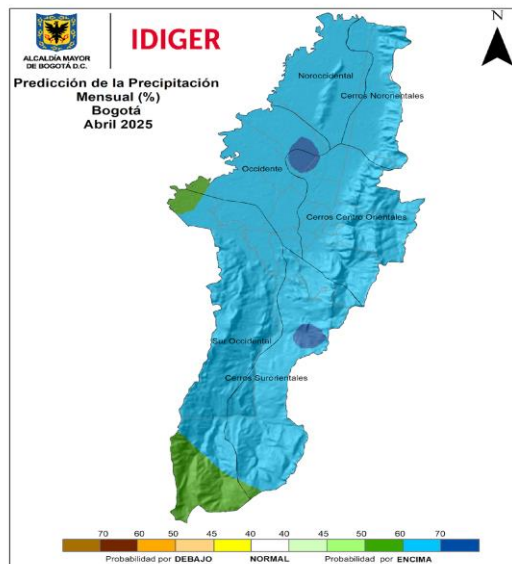 ALCALDÍA MAYOR
DE BOGOTÁ D.C.
IDIGER
N
Predicción de la Precipitación
Mensual (%)
Bogotá
Abril 2025
Noroccidental
Cerros Nororientales
Occidente
Cerros Centro Orientales
Sur Occidental
Cerros Surorientales
70 60 50 45 40 40 45 50 60 70
Probabilidad por DEBAJO NORMAL Probabilidad por ENCIMA